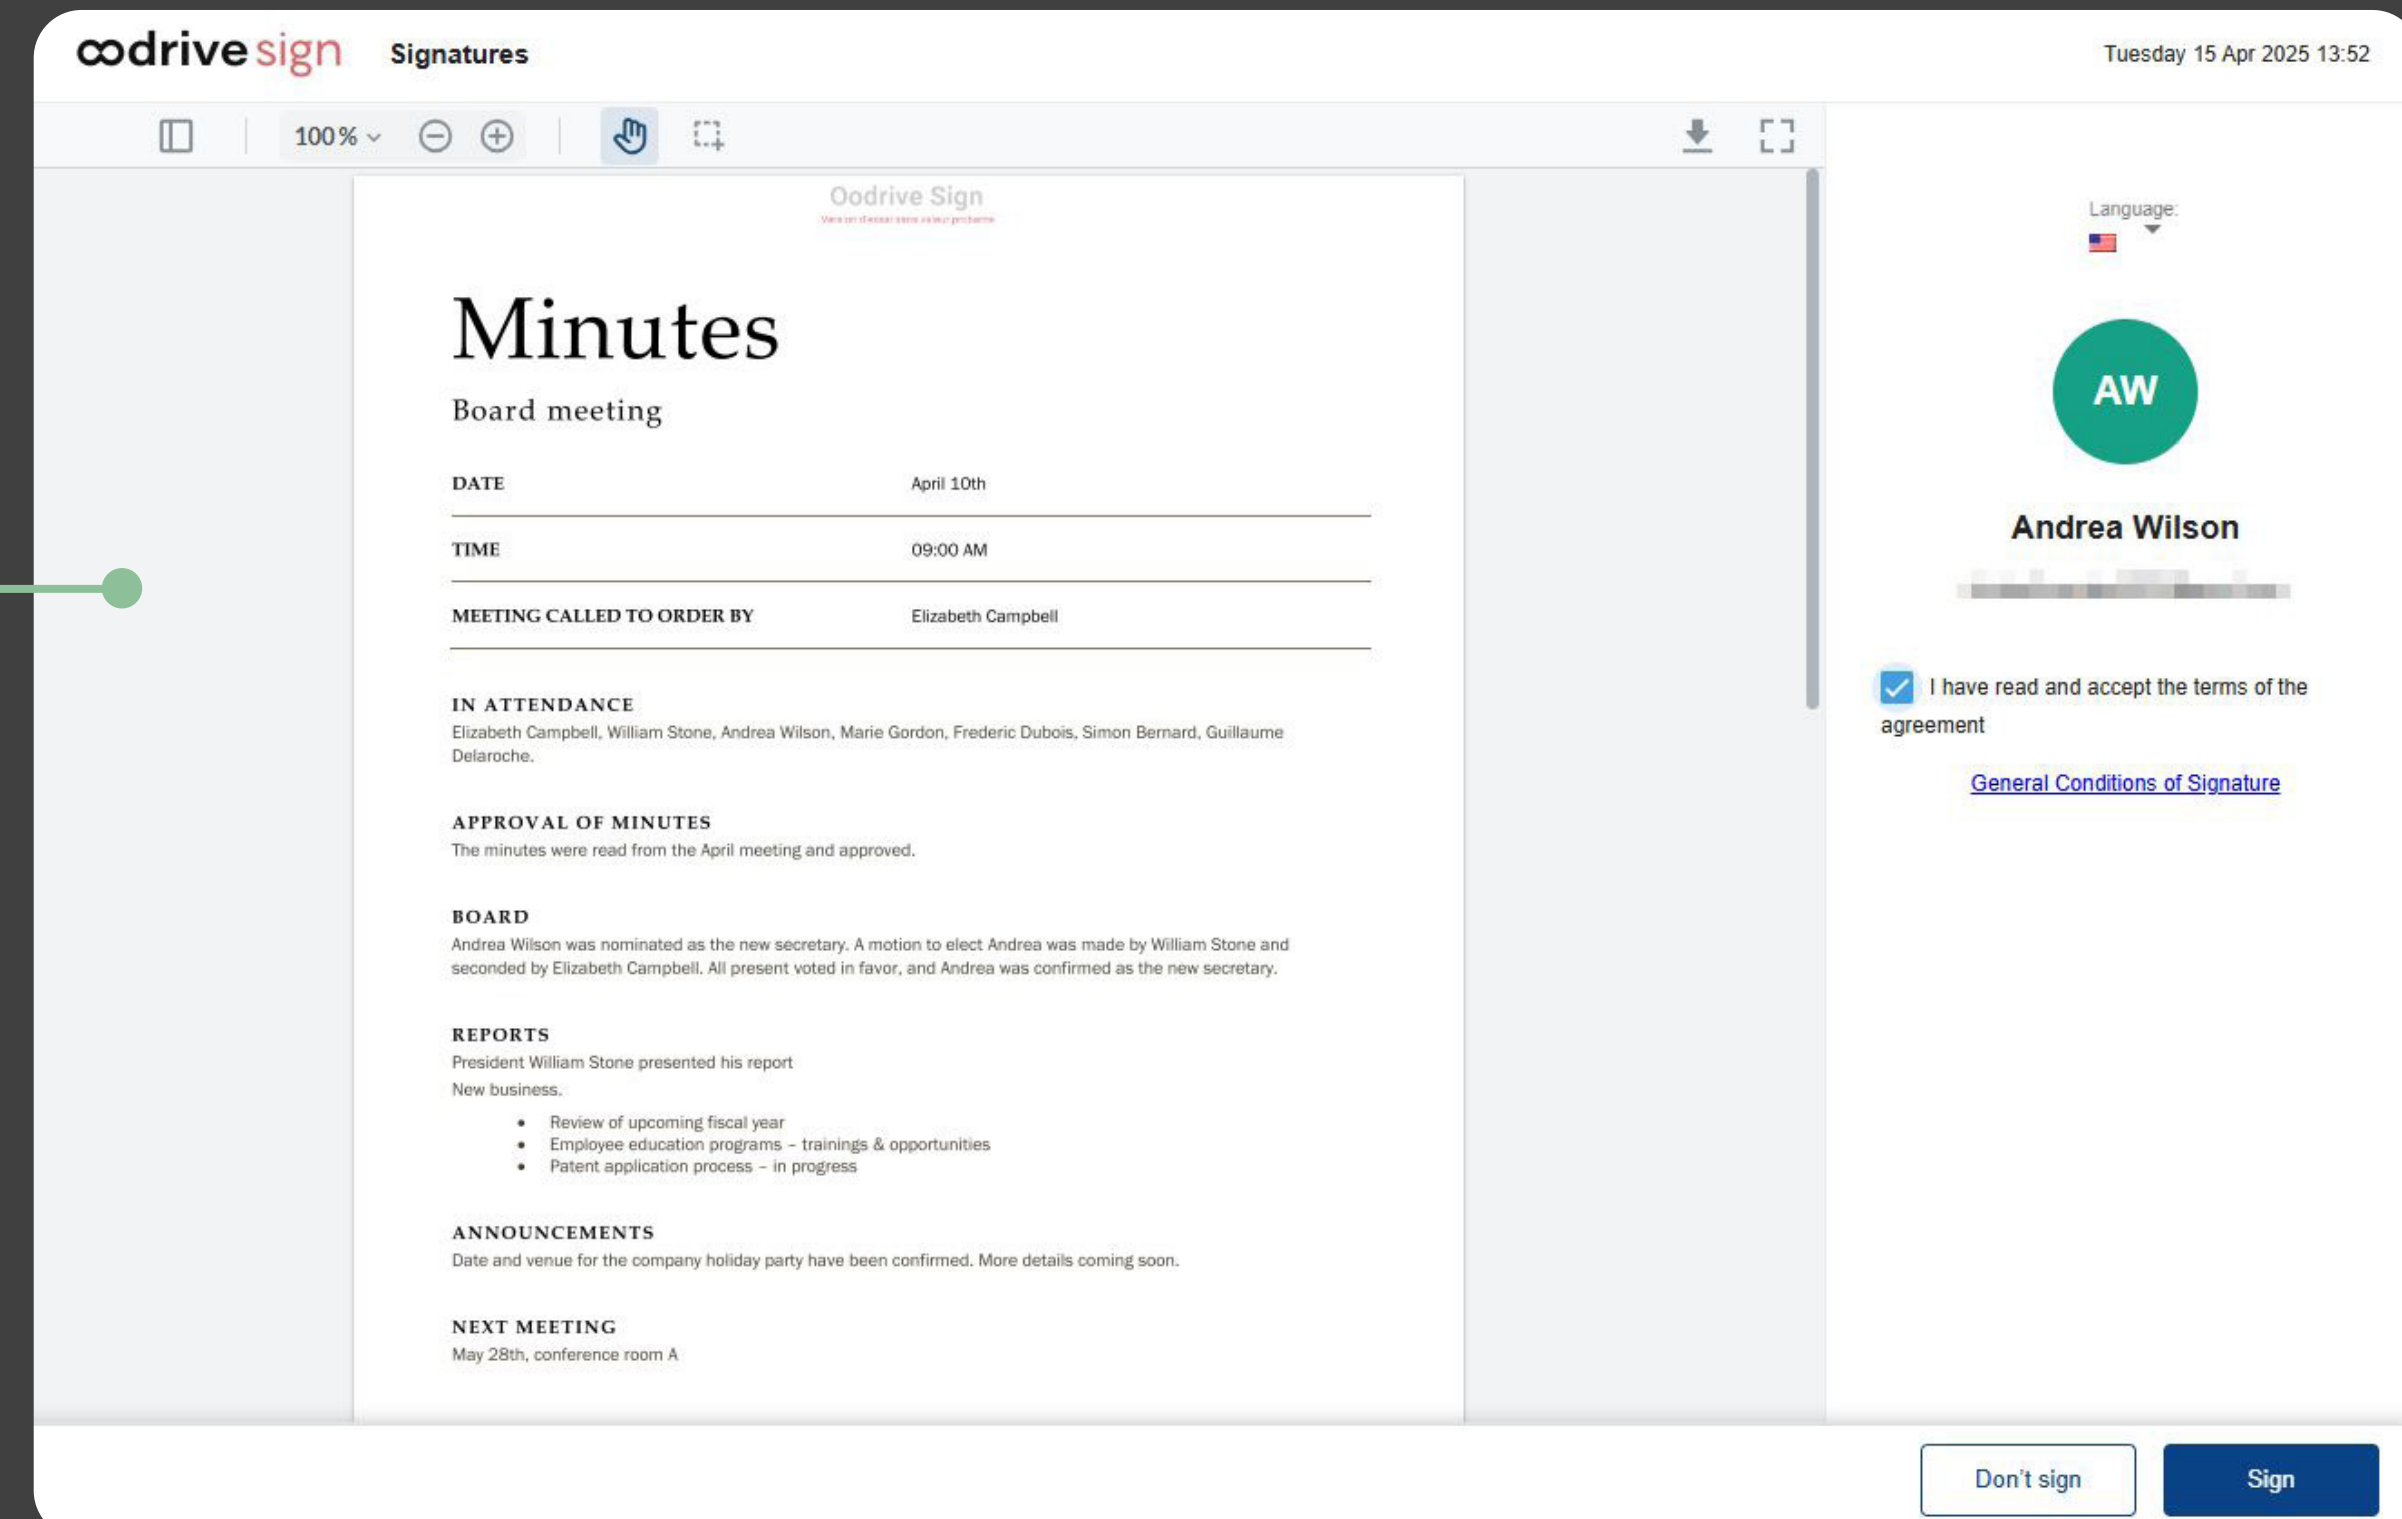 oodrive sign
Signatures
Tuesday 15 Apr 2025 13:52
100%
Oodrive Sign
Version d'essai sans valeur probante
Minutes
Board meeting
DATE April 10th
TIME 09:00 AM
MEETING CALLED TO ORDER BY Elizabeth Campbell
IN ATTENDANCE
Elizabeth Campbell, William Stone, Andrea Wilson, Marie Gordon, Frederic Dubois, Simon Bernard, Guillaume
Delaroche.
APPROVAL OF MINUTES
The minutes were read from the April meeting and approved.
BOARD
Andrea Wilson was nominated as the new secretary. A motion to elect Andrea was made by William Stone and
seconded by Elizabeth Campbell. All present voted in favor, and Andrea was confirmed as the new secretary.
REPORTS
President William Stone presented his report
New business.
• Review of upcoming fiscal year
• Employee education programs – trainings & opportunities
• Patent application process – in progress
ANNOUNCEMENTS
Date and venue for the company holiday party have been confirmed. More details coming soon.
NEXT MEETING
May 28th, conference room A
Language:
AW
Andrea Wilson
I have read and accept the terms of the
agreement
General Conditions of Signature
Don't sign
Sign